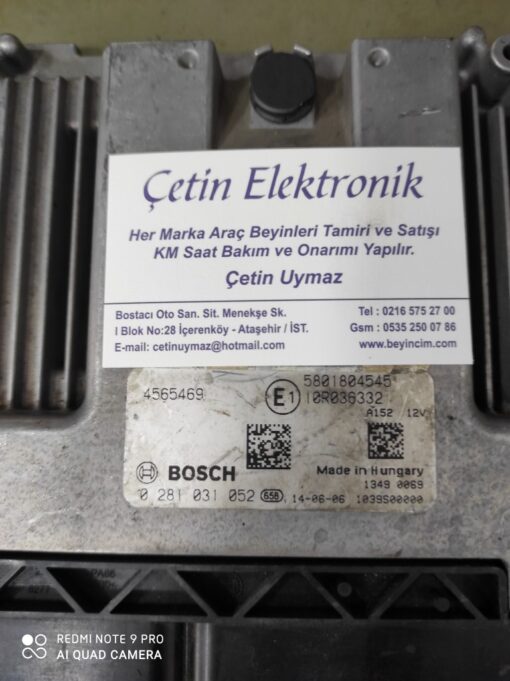 Çetin Elektronik
Her Marka Araç Beyinleri Tamiri ve Satışı
KM Saat Bakım ve Onarımı Yapılır.
Çetin Uymaz
Bostacı Oto San. Sit. Menekşe Sk.
I Blok No:28 İçerenköy - Ataşehir / İST.
E-mail: cetinuymaz@hotmail.com
Tel : 0216 575 27 00
Gsm : 0535 250 07 86
www.beyincim.com
4565469
E1
5801804545
10R036332
A152 12V
BOSCH
Made in Hungary
1349 0069
0 281 031 052 658 14-06-06 1039S00000
REDMI NOTE 9 PRO
AI QUAD CAMERA